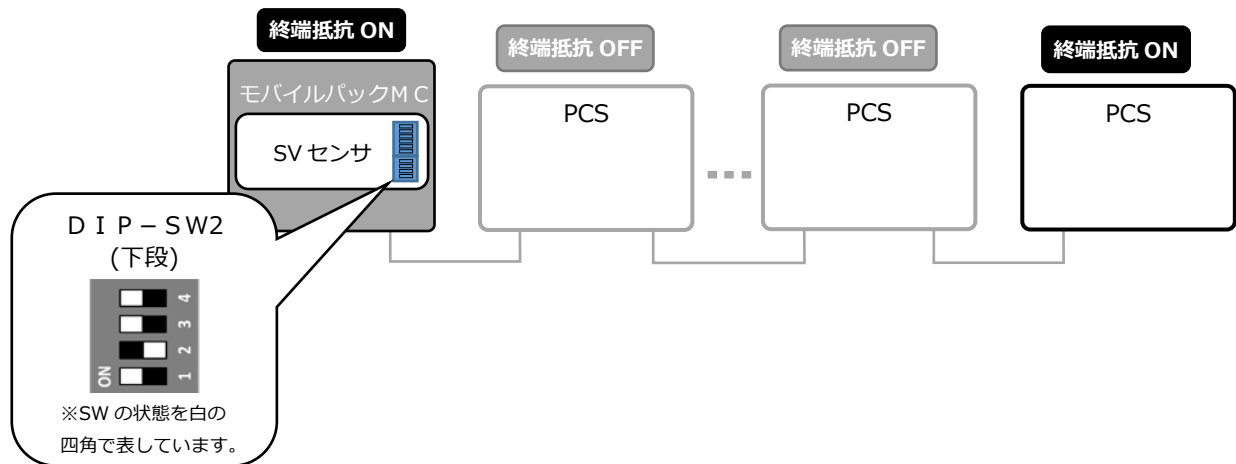 終端抵抗 ON
終端抵抗 OFF
終端抵抗 OFF
終端抵抗 ON
モバイルパックＭＣ
SV センサ
PCS
PCS
PCS
ＤＩＰ－ＳＷ2
(下段)
4
3
2
1
ON
※SW の状態を白の
四角で表しています。